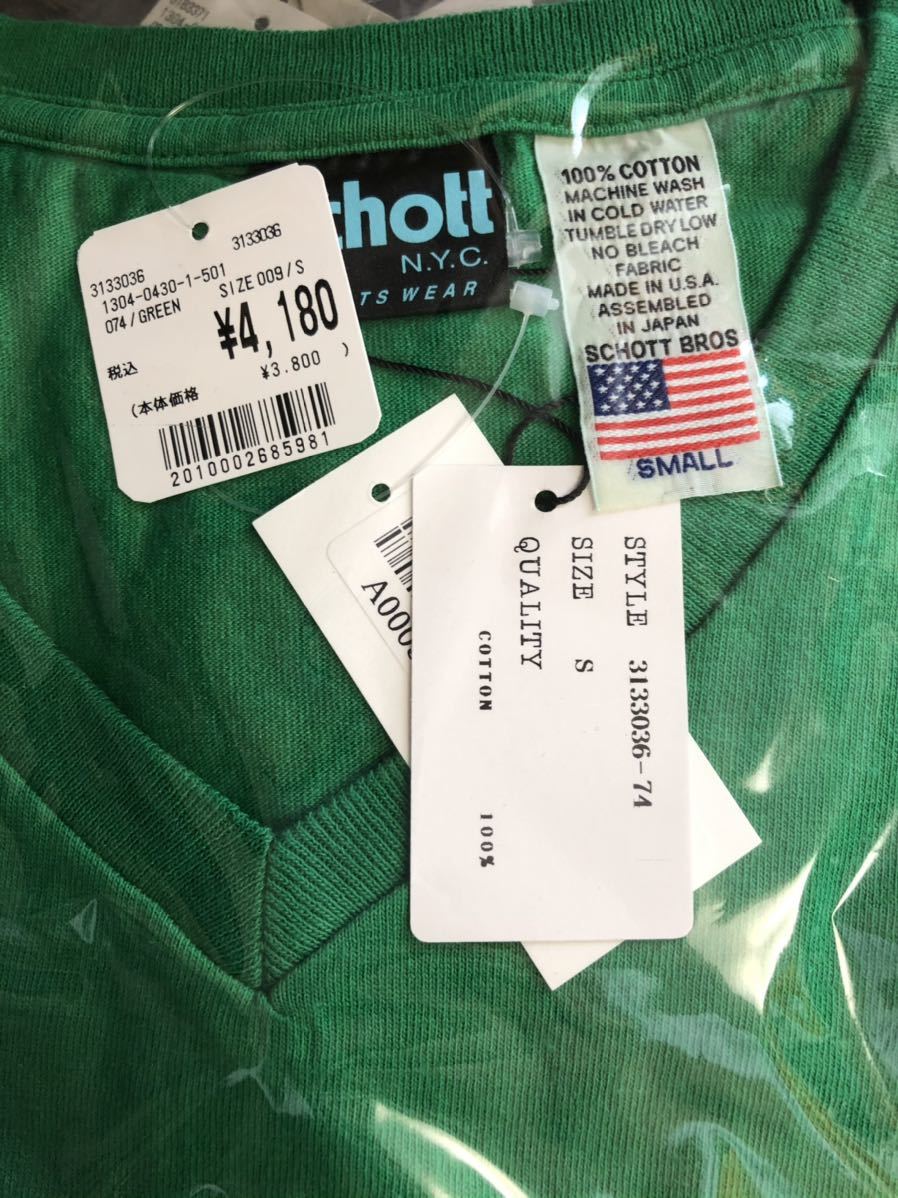 3133036
3133036
1304-0430-1-501
074/GREEN SIZE 009/S
¥4,180
税込
(本体価格 ¥3.800 )
2010002685981
chott
N.Y.C.
TS WEAR
100% COTTON
MACHINE WASH
IN COLD WATER
TUMBLE DRY LOW
NO BLEACH
FABRIC
MADE IN U.S.A.
ASSEMBLED
IN JAPAN
SCHOTT BROS
SMALL
A000
STYLE 3133036-74
SIZE S
QUALITY
COTTON 100%